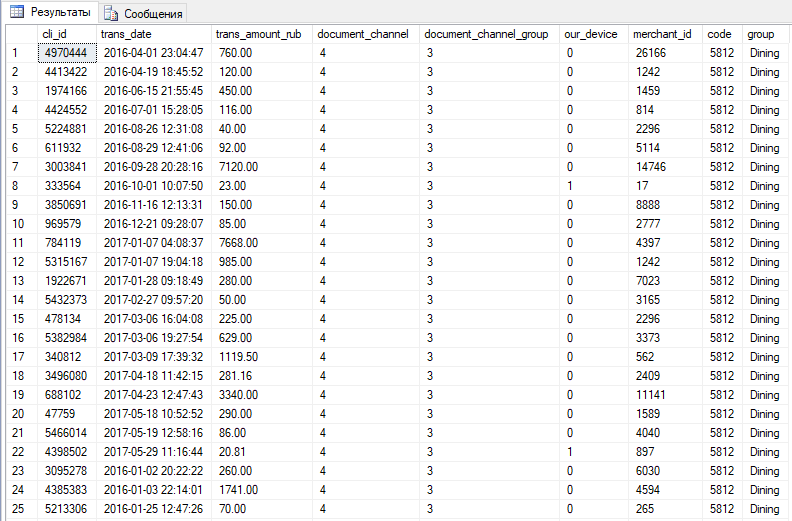 Результаты Сообщения
cli_id trans_date trans_amount_rub document_channel document_channel_group our_device merchant_id code group
1 4970444 2016-04-01 23:04:47 760.00 4 3 0 26166 5812 Dining
2 4413422 2016-04-19 18:45:52 120.00 4 3 0 1242 5812 Dining
3 1974166 2016-06-15 21:55:45 450.00 4 3 0 1459 5812 Dining
4 4424552 2016-07-01 15:28:05 116.00 4 3 0 814 5812 Dining
5 5224881 2016-08-26 12:31:08 40.00 4 3 0 2296 5812 Dining
6 611932 2016-08-29 12:41:06 92.00 4 3 0 5114 5812 Dining
7 3003841 2016-09-28 20:28:16 7120.00 4 3 0 14746 5812 Dining
8 333564 2016-10-01 10:07:50 23.00 4 3 1 17 5812 Dining
9 3850691 2016-11-16 12:13:31 150.00 4 3 0 8888 5812 Dining
10 969579 2016-12-21 09:28:07 85.00 4 3 0 2777 5812 Dining
11 784119 2017-01-07 04:08:37 7668.00 4 3 0 4397 5812 Dining
12 5315167 2017-01-07 19:04:18 985.00 4 3 0 1242 5812 Dining
13 1922671 2017-01-28 09:18:49 280.00 4 3 0 7023 5812 Dining
14 5432373 2017-02-27 09:57:20 50.00 4 3 0 3165 5812 Dining
15 478134 2017-03-06 16:04:08 225.00 4 3 0 2296 5812 Dining
16 5382984 2017-03-06 19:27:54 629.00 4 3 0 3373 5812 Dining
17 340812 2017-03-09 17:39:32 1119.50 4 3 0 562 5812 Dining
18 3496080 2017-04-18 11:42:15 281.16 4 3 0 2409 5812 Dining
19 688102 2017-04-23 12:47:43 3340.00 4 3 0 11141 5812 Dining
20 47759 2017-05-18 10:52:52 290.00 4 3 0 1589 5812 Dining
21 5466014 2017-05-19 12:58:16 86.00 4 3 0 4040 5812 Dining
22 4398502 2017-05-29 11:16:44 20.81 4 3 1 897 5812 Dining
23 3095278 2016-01-02 20:22:22 260.00 4 3 0 6030 5812 Dining
24 4385383 2016-01-03 22:14:01 1741.00 4 3 0 4594 5812 Dining
25 5213306 2016-01-25 12:47:26 70.00 4 3 0 265 5812 Dining